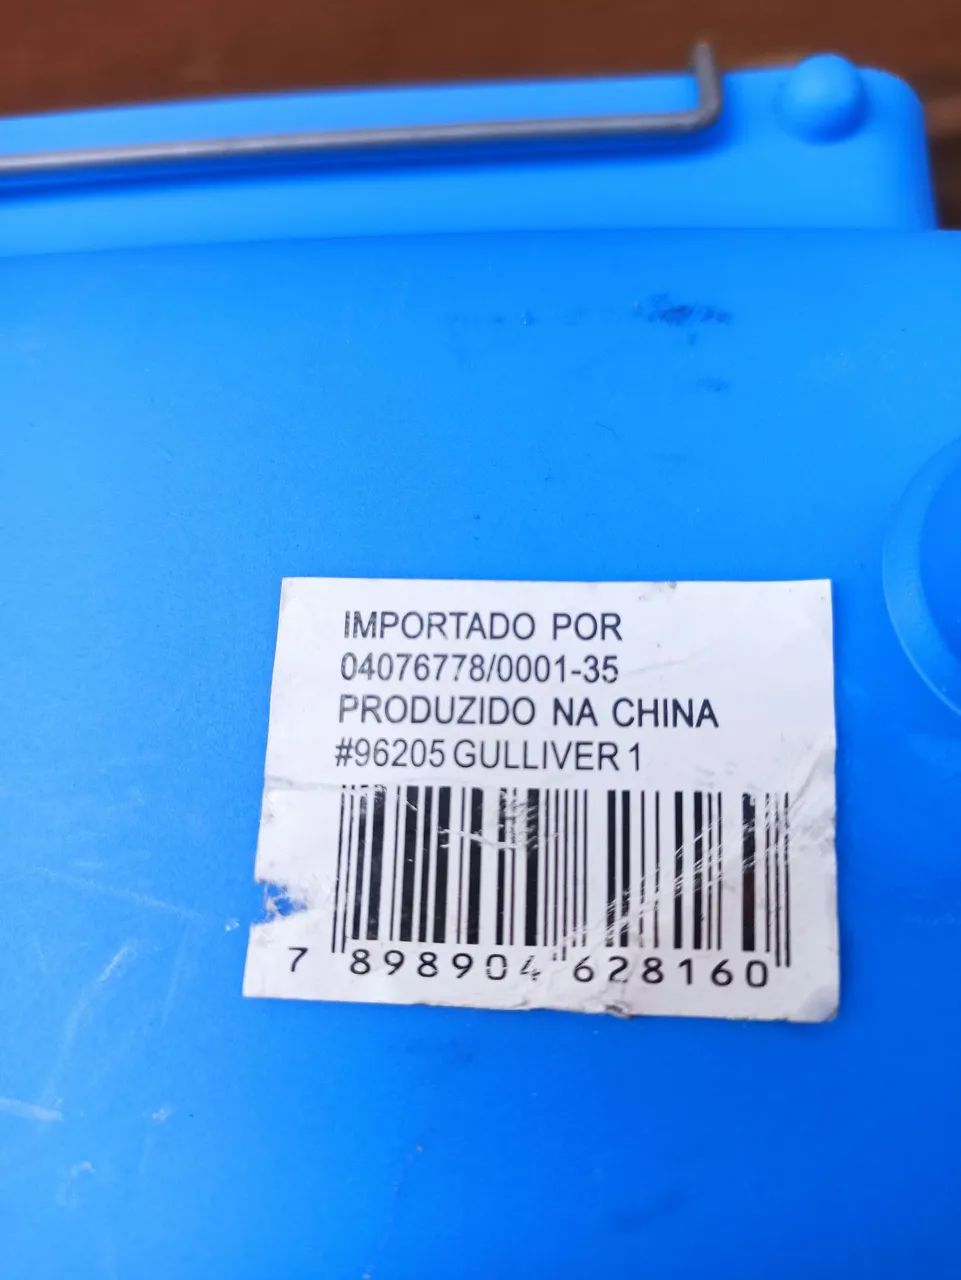 IMPORTADO POR
04076778/0001-35
PRODUZIDO NA CHINA
#96205 GULLIVER 1
7 898904 628160